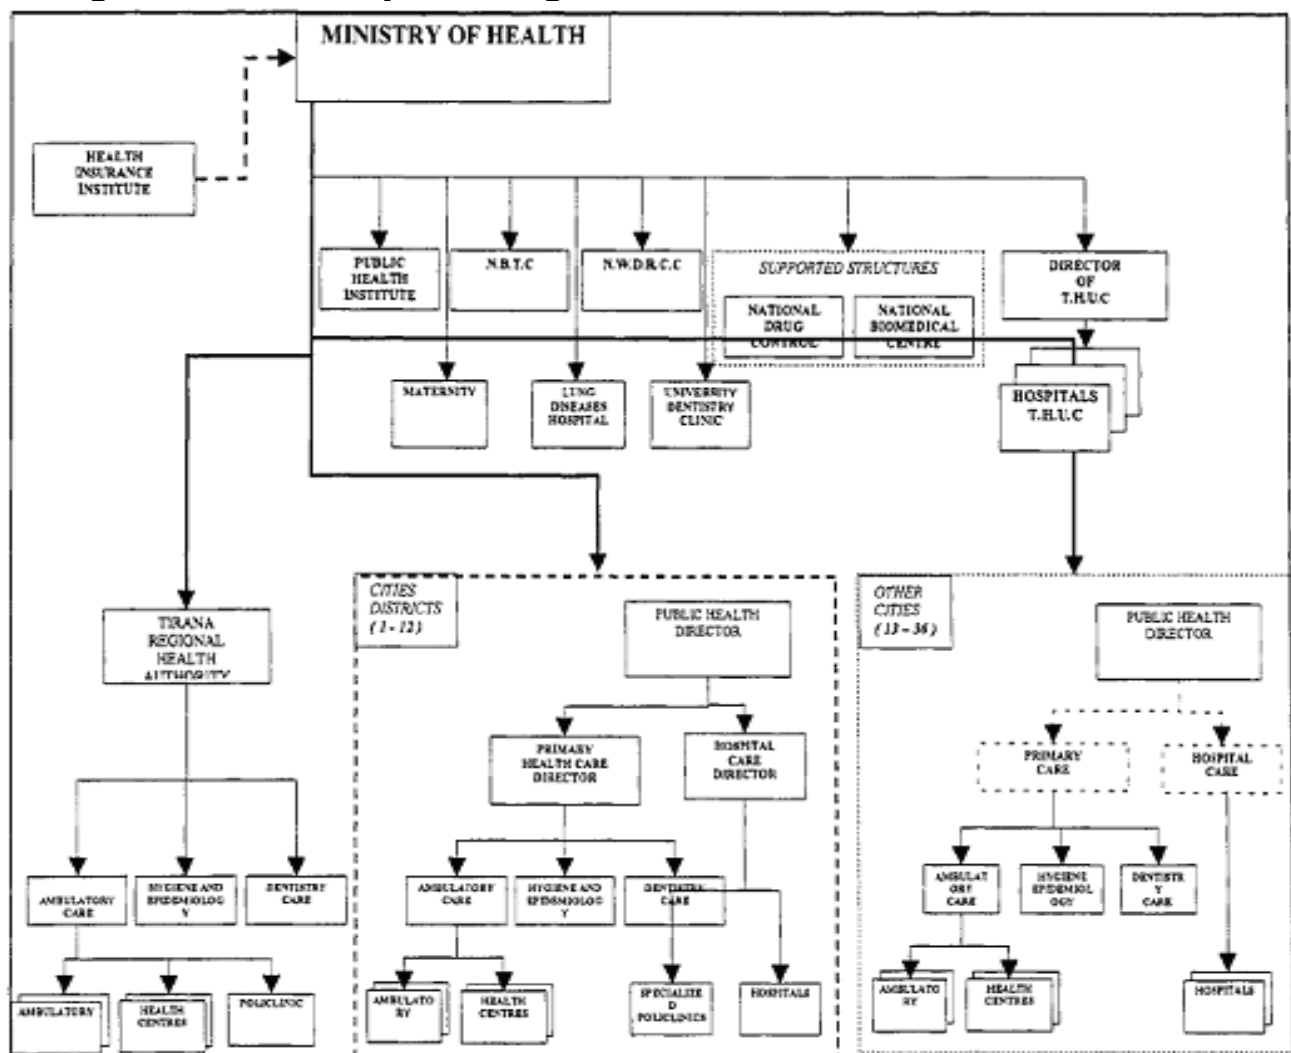 MINISTRY OF HEALTH
HEALTH
INSURANCE
INSTITUTE
PUBLIC
HEALTH
INSTITUTE
N.B.T.C
N.W.D.R.C.C
SUPPORTED STRUCTURES
NATIONAL
DRUG
CONTROL
NATIONAL
BIOMEDICAL
CENTRE
DIRECTOR
OF
T.H.U.C
MATERNITY
LUNG
DISEASES
HOSPITAL
UNIVERSITY
DENTISTRY
CLINIC
HOSPITALS
T.H.U.C
TIRANA
REGIONAL
HEALTH
AUTHORITY
CITIES
DISTRICTS
( 1 - 12 )
PUBLIC HEALTH
DIRECTOR
OTHER
CITIES
( 13 - 36 )
PUBLIC HEALTH
DIRECTOR
PRIMARY
HEALTH CARE
DIRECTOR
HOSPITAL
CARE
DIRECTOR
PRIMARY
CARE
HOSPITAL
CARE
AMBULATORY
CARE
HYGIENE AND
EPIDEMIOLOG
Y
DENTISTRY
CARE
AMBULATORY
CARE
HYGIENE AND
EPIDEMIOLOG
Y
DENTISTRY
CARE
AMBULAT
ORY
CARE
HYGIENE
EPIDEMIOL
OGY
DENTISTR
Y CARE
AMBULATORY
HEALTH
CENTRES
POLICLINIC
AMBULATO
RY
HEALTH
CENTRES
SPECIALIZE
D
POLICLINICS
HOSPITALS
AMBULATO
RY
HEALTH
CENTRES
HOSPITALS